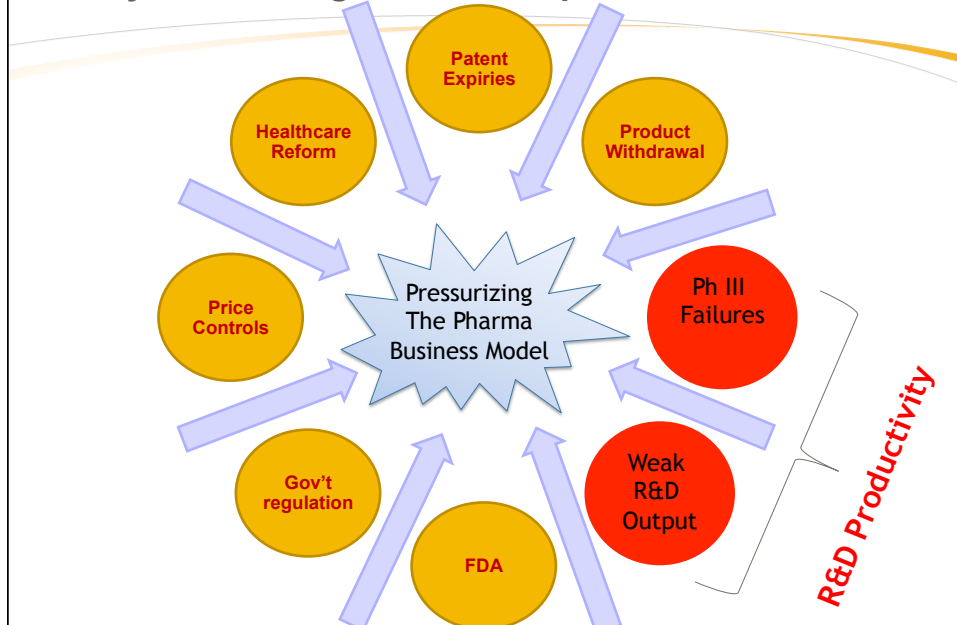 Patent
Expiries
Healthcare
Reform
Product
Withdrawal
Price
Controls
Pressurizing
The Pharma
Business Model
Ph III
Failures
Gov't
regulation
Weak
R&D
Output
FDA
R&D Productivity